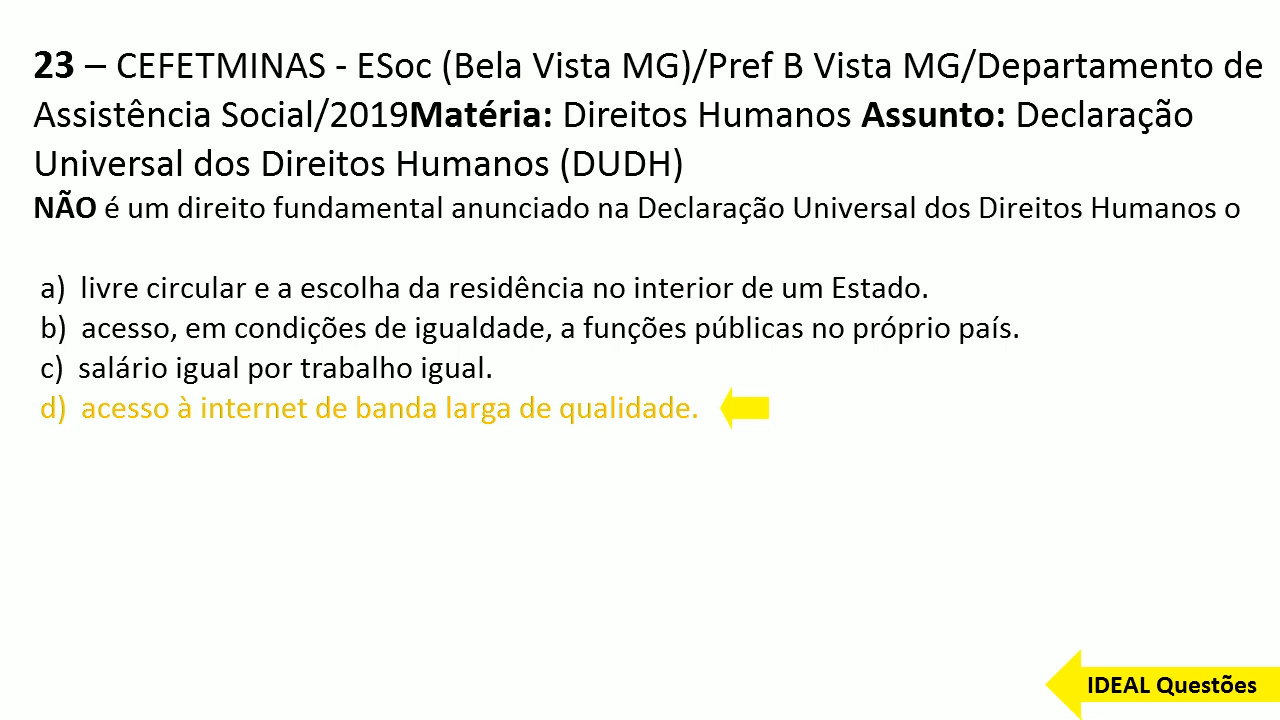 23 – CEFETMINAS - ESoc (Bela Vista MG)/Pref B Vista MG/Departamento de
Assistência Social/2019Matéria: Direitos Humanos Assunto: Declaração
Universal dos Direitos Humanos (DUDH)
NÃO é um direito fundamental anunciado na Declaração Universal dos Direitos Humanos o
a) livre circular e a escolha da residência no interior de um Estado.
b) acesso, em condições de igualdade, a funções públicas no próprio país.
c) salário igual por trabalho igual.
d) acesso à internet de banda larga de qualidade.
IDEAL Questões